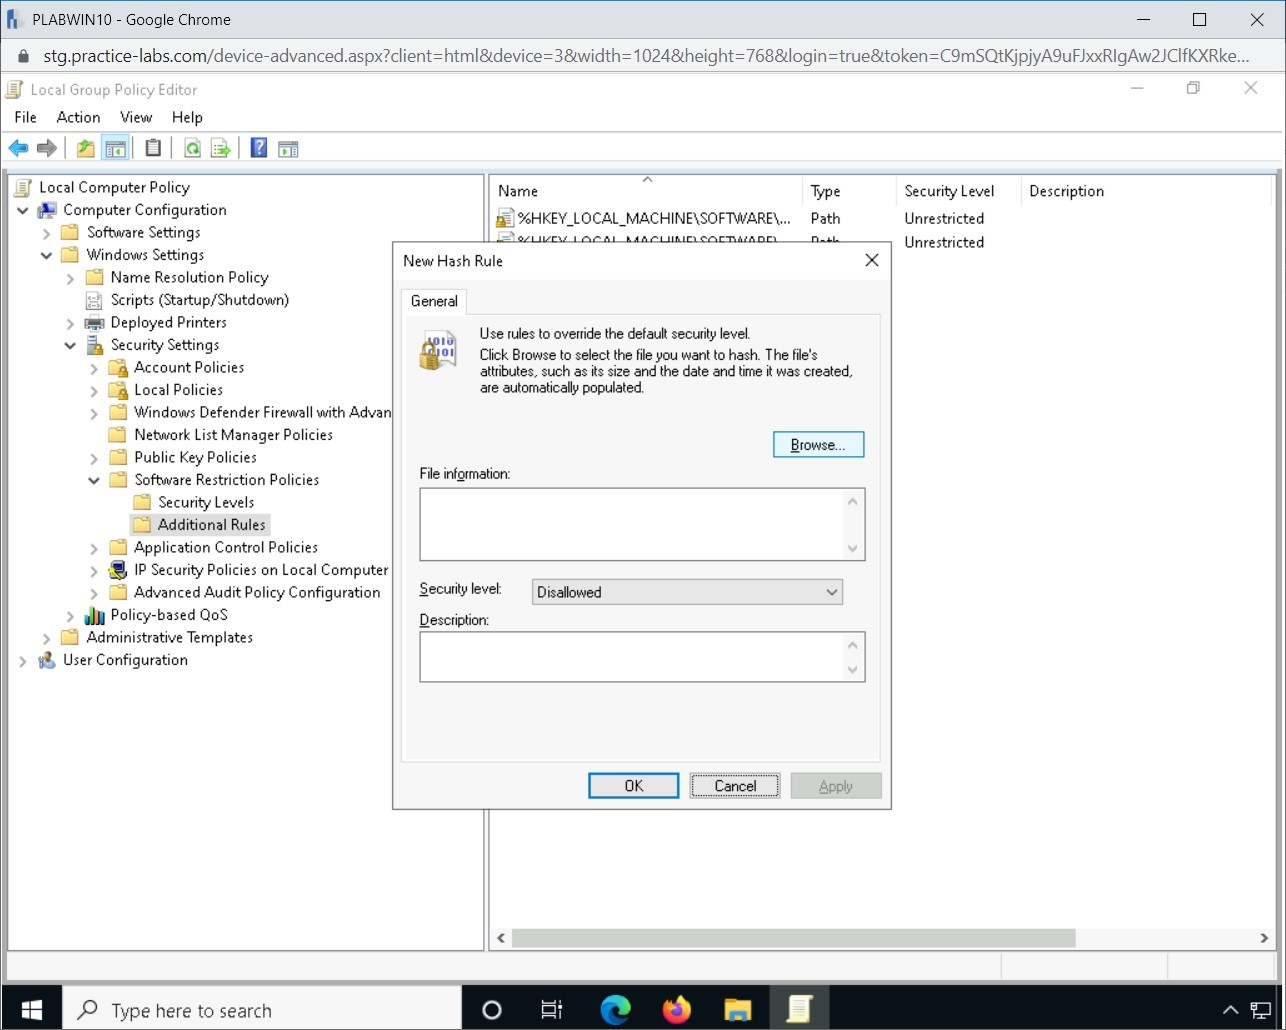 PLABWIN10 - Google Chrome
stg.practice-labs.com/device-advanced.aspx?client=html&device=3&width=1024&height=768&login=true&token=C9mSQtKjpjyA9uFJxxRIgAw2JClfKXRke...
Local Group Policy Editor
File Action View Help
Local Computer Policy
Computer Configuration
Software Settings
Windows Settings
Name Resolution Policy
Scripts (Startup/Shutdown)
Deployed Printers
Security Settings
Account Policies
Local Policies
Windows Defender Firewall with Advan
Network List Manager Policies
Public Key Policies
Software Restriction Policies
Security Levels
Additional Rules
Application Control Policies
IP Security Policies on Local Computer
Advanced Audit Policy Configuration
Policy-based QoS
Administrative Templates
User Configuration
Name Type Security Level Description
%HKEY_LOCAL_MACHINE\SOFTWARE\... Path Unrestricted
%HKEY_LOCAL_MACHINE\SOFTWARE\... Path Unrestricted
New Hash Rule
General
Use rules to override the default security level.
Click Browse to select the file you want to hash. The file's
attributes, such as its size and the date and time it was created,
are automatically populated.
Browse...
File information:
Security level: Disallowed
Description:
OK Cancel Apply
Type here to search